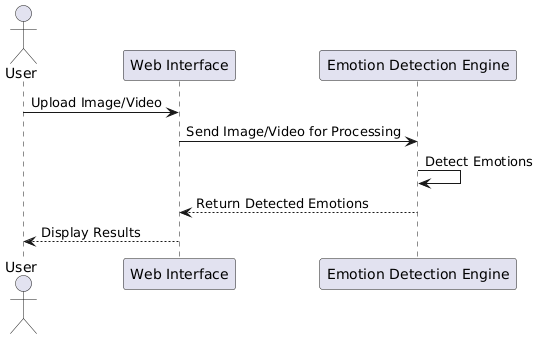 User
Web Interface
Emotion Detection Engine
Upload Image/Video
Send Image/Video for Processing
Detect Emotions
Return Detected Emotions
Display Results
User
Web Interface
Emotion Detection Engine